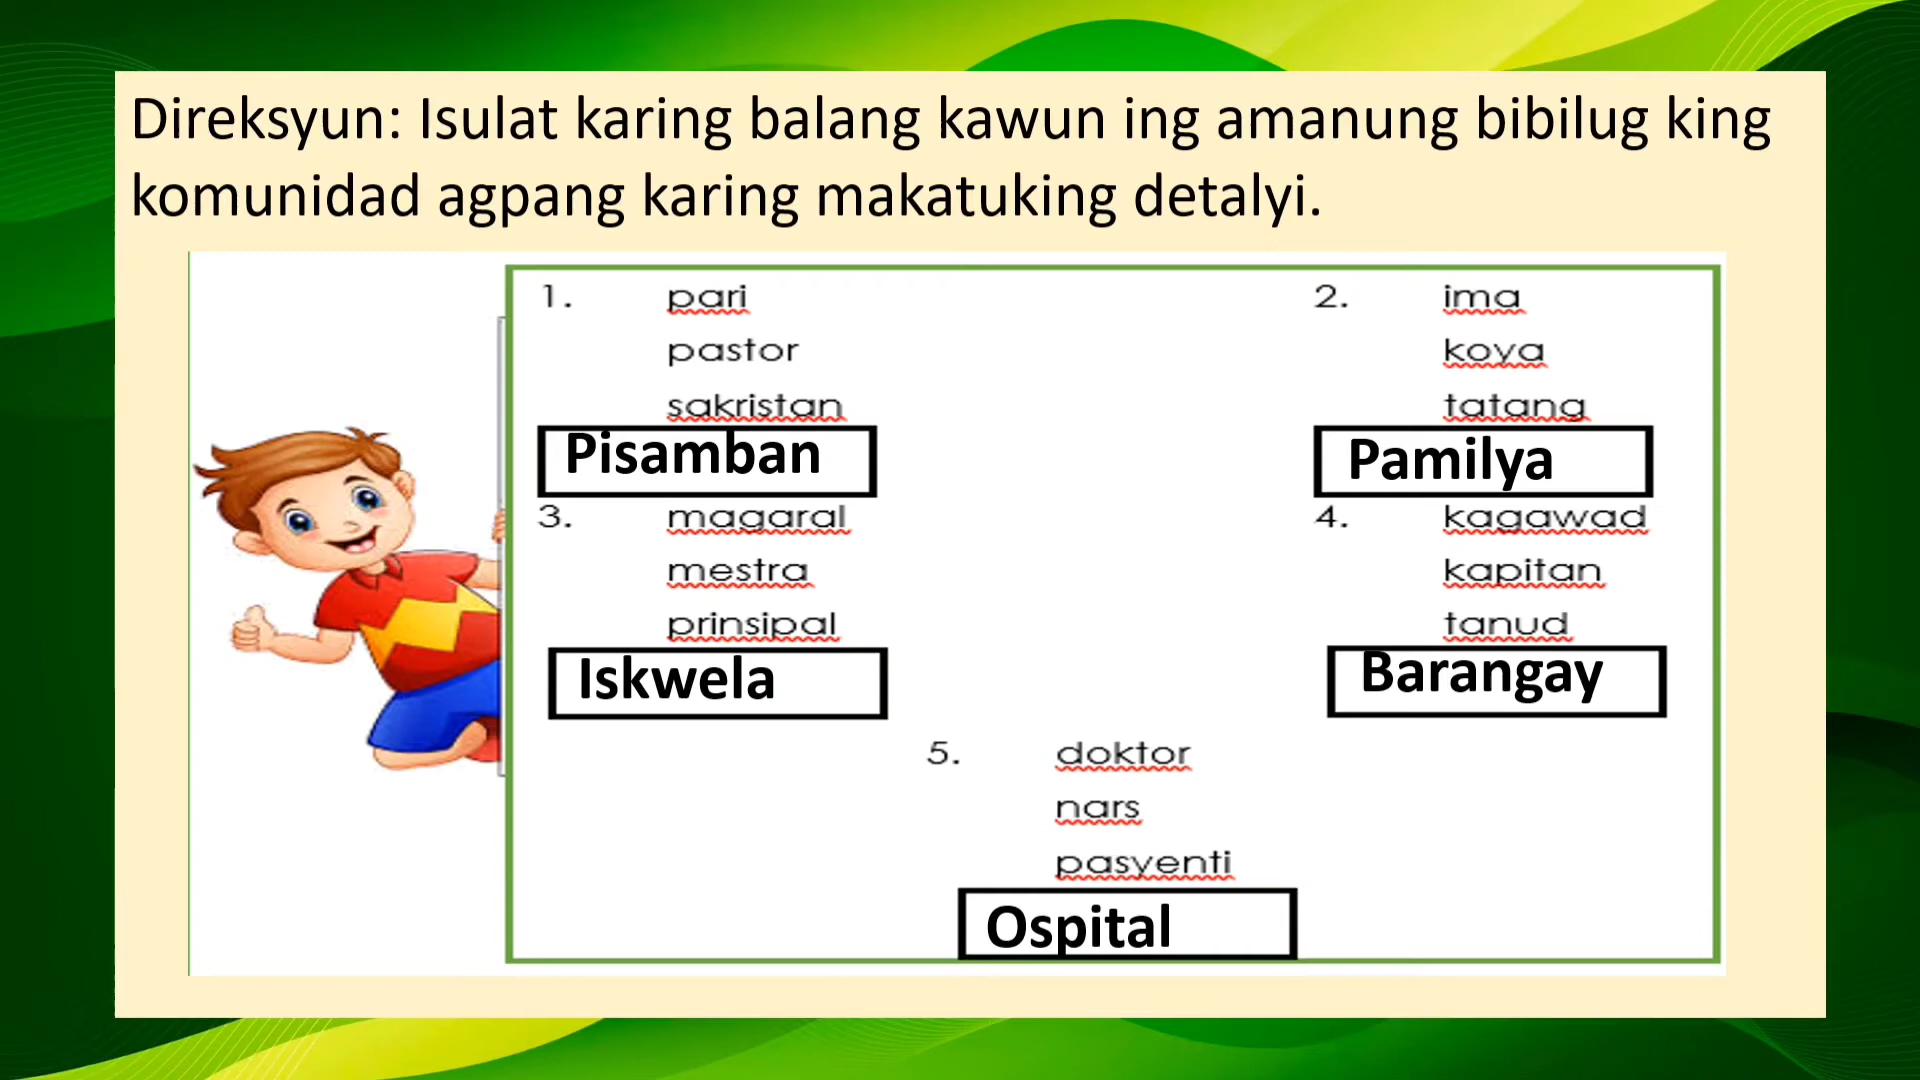 Direksyun: Isulat karing balang kawun ing amanung bibilug king
komunidad agpang karing makatuking detalyi.
1. pari
pastor
sakristan
Pisamban
2. ima
koya
tatang
Pamilya
3. magaral
mestra
prinsipal
Iskwela
4. kagawad
kapitan
tanud
Barangay
5. doktor
nars
pasyenti
Ospital